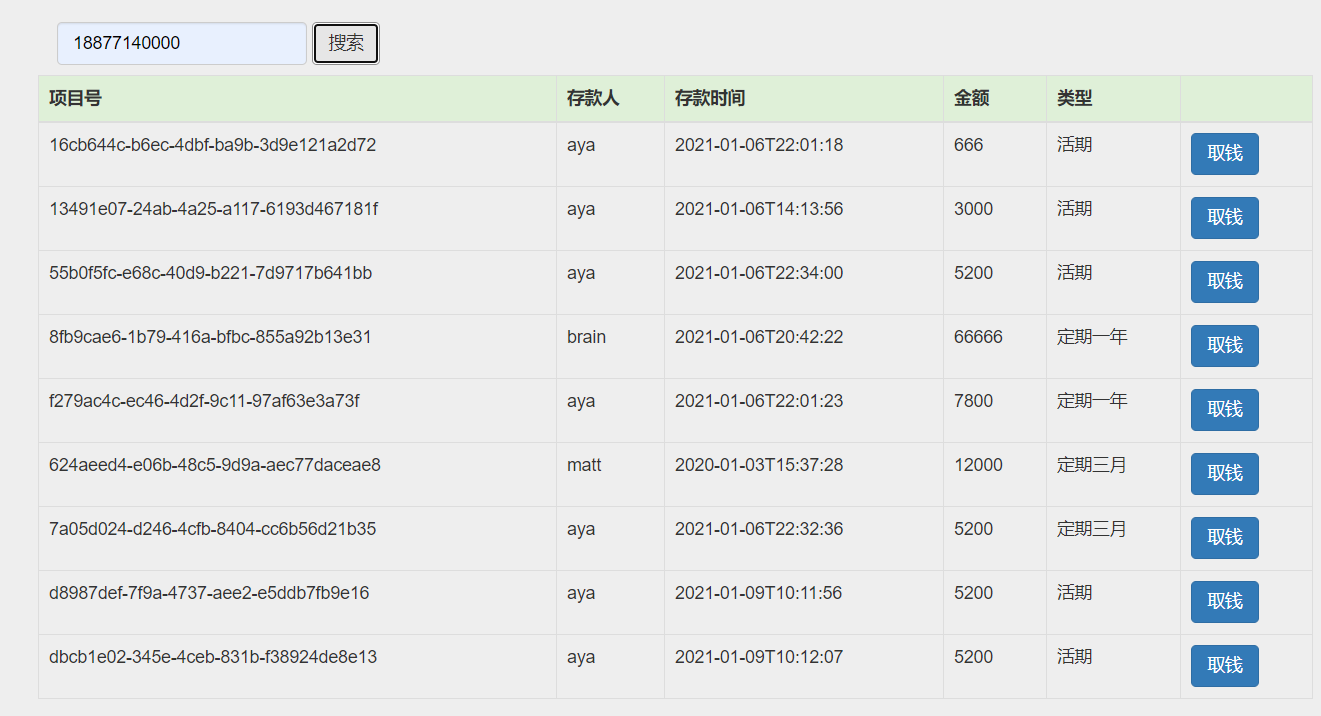 18877140000 搜索
项目号 存款人 存款时间 金额 类型
16cb644c-b6ec-4dbf-ba9b-3d9e121a2d72 aya 2021-01-06T22:01:18 666 活期 取钱
13491e07-24ab-4a25-a117-6193d467181f aya 2021-01-06T14:13:56 3000 活期 取钱
55b0f5fc-e68c-40d9-b221-7d9717b641bb aya 2021-01-06T22:34:00 5200 活期 取钱
8fb9cae6-1b79-416a-bfbc-855a92b13e31 brain 2021-01-06T20:42:22 66666 定期一年 取钱
f279ac4c-ec46-4d2f-9c11-97af63e3a73f aya 2021-01-06T22:01:23 7800 定期一年 取钱
624aeed4-e06b-48c5-9d9a-aec77daceae8 matt 2020-01-03T15:37:28 12000 定期三月 取钱
7a05d024-d246-4cfb-8404-cc6b56d21b35 aya 2021-01-06T22:32:36 5200 定期三月 取钱
d8987def-7f9a-4737-aee2-e5ddb7fb9e16 aya 2021-01-09T10:11:56 5200 活期 取钱
dbcb1e02-345e-4ceb-831b-f38924de8e13 aya 2021-01-09T10:12:07 5200 活期 取钱